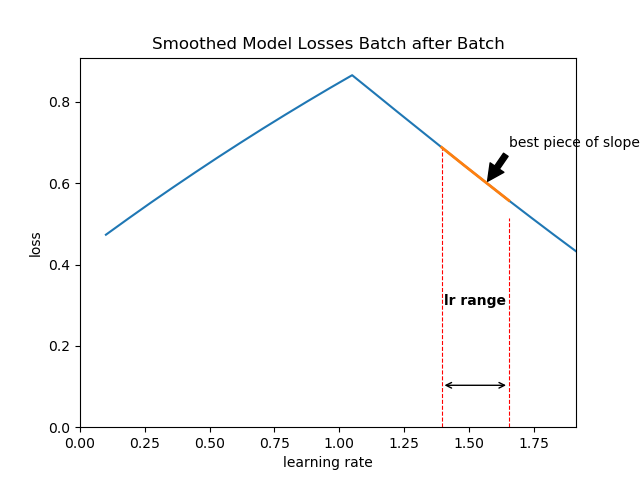 Smoothed Model Losses Batch after Batch
0.8
best piece of slope
0.6
loss
0.4
lr range
0.2
0.0
0.00 0.25 0.50 0.75 1.00 1.25 1.50 1.75
learning rate